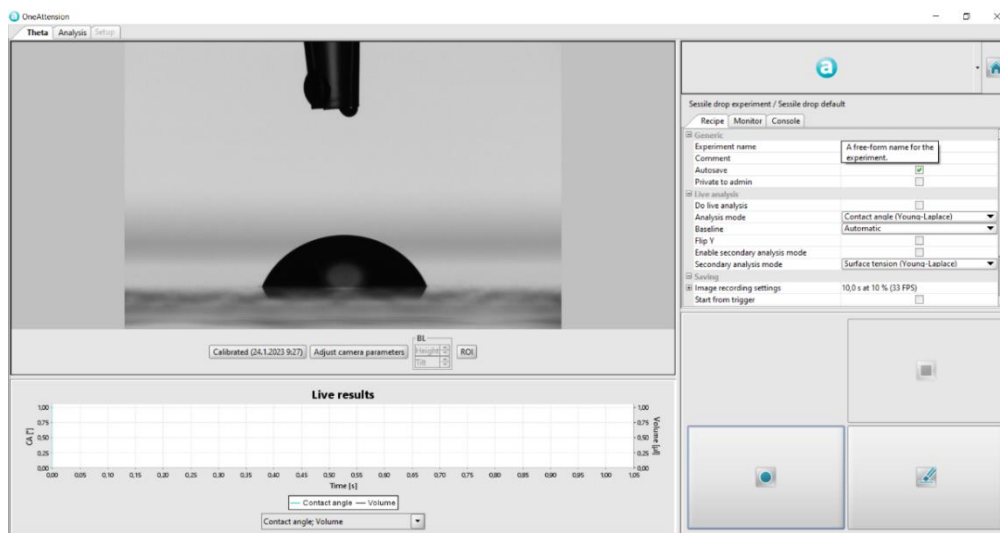 OneAttension
Theta Analysis Setup
a
Sessile drop experiment / Sessile drop default
Recipe Monitor Console
Generic
Experiment name
A free-form name for the
experiment.
Comment
Autosave
Private to admin
Live analysis
Do live analysis
Analysis mode Contact angle (Young-Laplace)
Baseline Automatic
Flip Y
Enable secondary analysis mode
Secondary analysis mode Surface tension (Young-Laplace)
Saving
Image recording settings 10,0 s at 10 % (33 FPS)
Start from trigger
BL
Calibrated (24.1.2023 9:27) Adjust camera parameters Height ROI
Tilt
Live results
1,00 1,00
0,75 0,75
0,50 0,50
0,25 0,25
0,00 0,00
CA [°]
Volume [µl]
0,00 0,05 0,10 0,15 0,20 0,25 0,30 0,35 0,40 0,45 0,50 0,55 0,60 0,65 0,70 0,75 0,80 0,85 0,90 0,95 1,00 1,05
Time [s]
Contact angle Volume
Contact angle; Volume